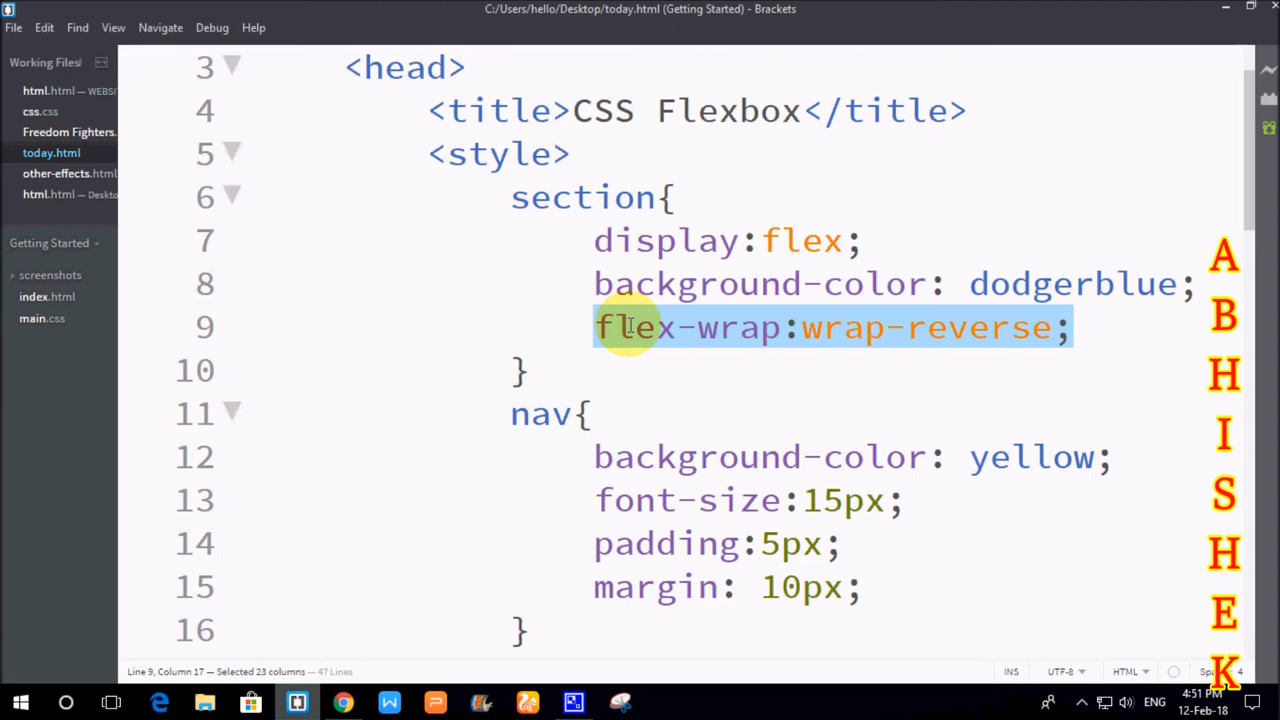 C:/Users/hello/Desktop/today.html (Getting Started) - Brackets
File Edit Find View Navigate Debug Help
Working Files
html.html — WEBSI
css.css
Freedom Fighters.
today.html
other-effects.html
html.html — Deskto
Getting Started
screenshots
index.html
main.css
3 <head>
4 <title>CSS Flexbox</title>
5 <style>
6 section{
7 display:flex;
8 background-color: dodgerblue;
9 flex-wrap:wrap-reverse;
10 }
11 nav{
12 background-color: yellow;
13 font-size:15px;
14 padding:5px;
15 margin: 10px;
16 }
A
B
H
I
S
H
E
K
Line 9, Column 17 — Selected 23 columns — 47 Lines
INS UTF-8 HTML Sp 4
ENG
4:51 PM
12-Feb-18